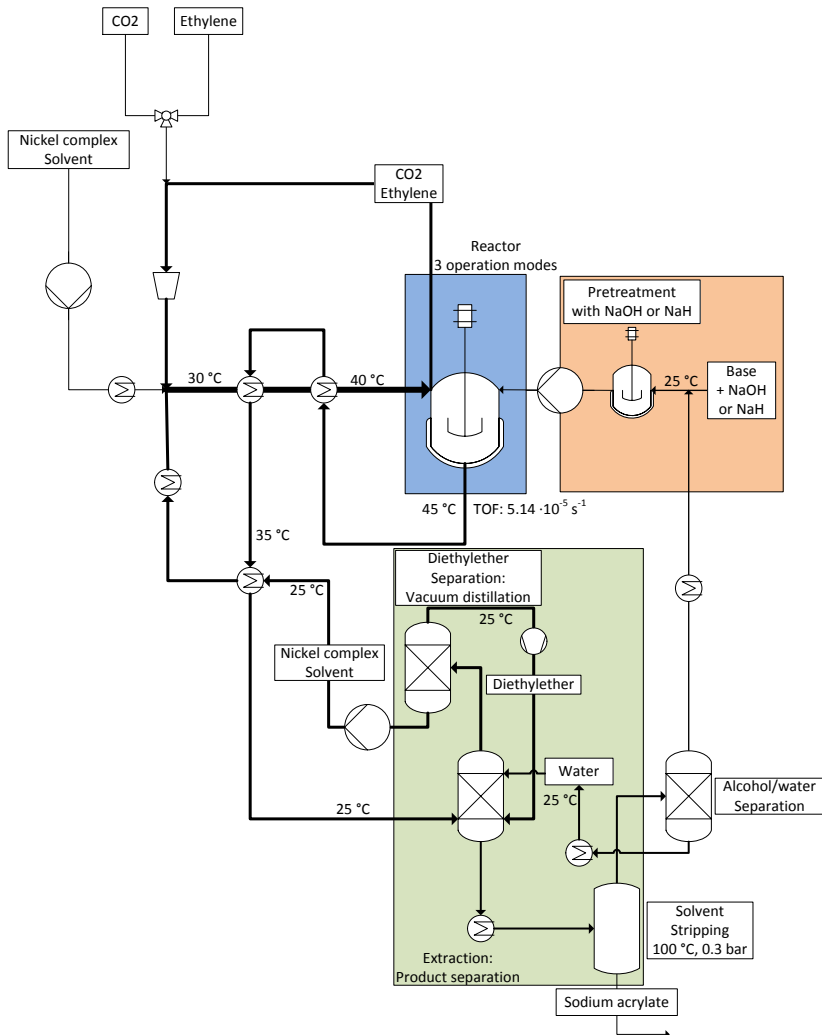 CO2
Ethylene
Nickel complex
Solvent
CO2
Ethylene
Reactor
3 operation modes
Pretreatment
with NaOH or NaH
30 °C
40 °C
25 °C
Base
+ NaOH
or NaH
45 °C
TOF: 5.14 ·10⁻⁵ s⁻¹
35 °C
Diethylether
Separation:
Vacuum distillation
25 °C
25 °C
Nickel complex
Solvent
Diethylether
Water
25 °C
Alcohol/water
Separation
25 °C
Solvent
Stripping
100 °C, 0.3 bar
Extraction:
Product separation
Sodium acrylate